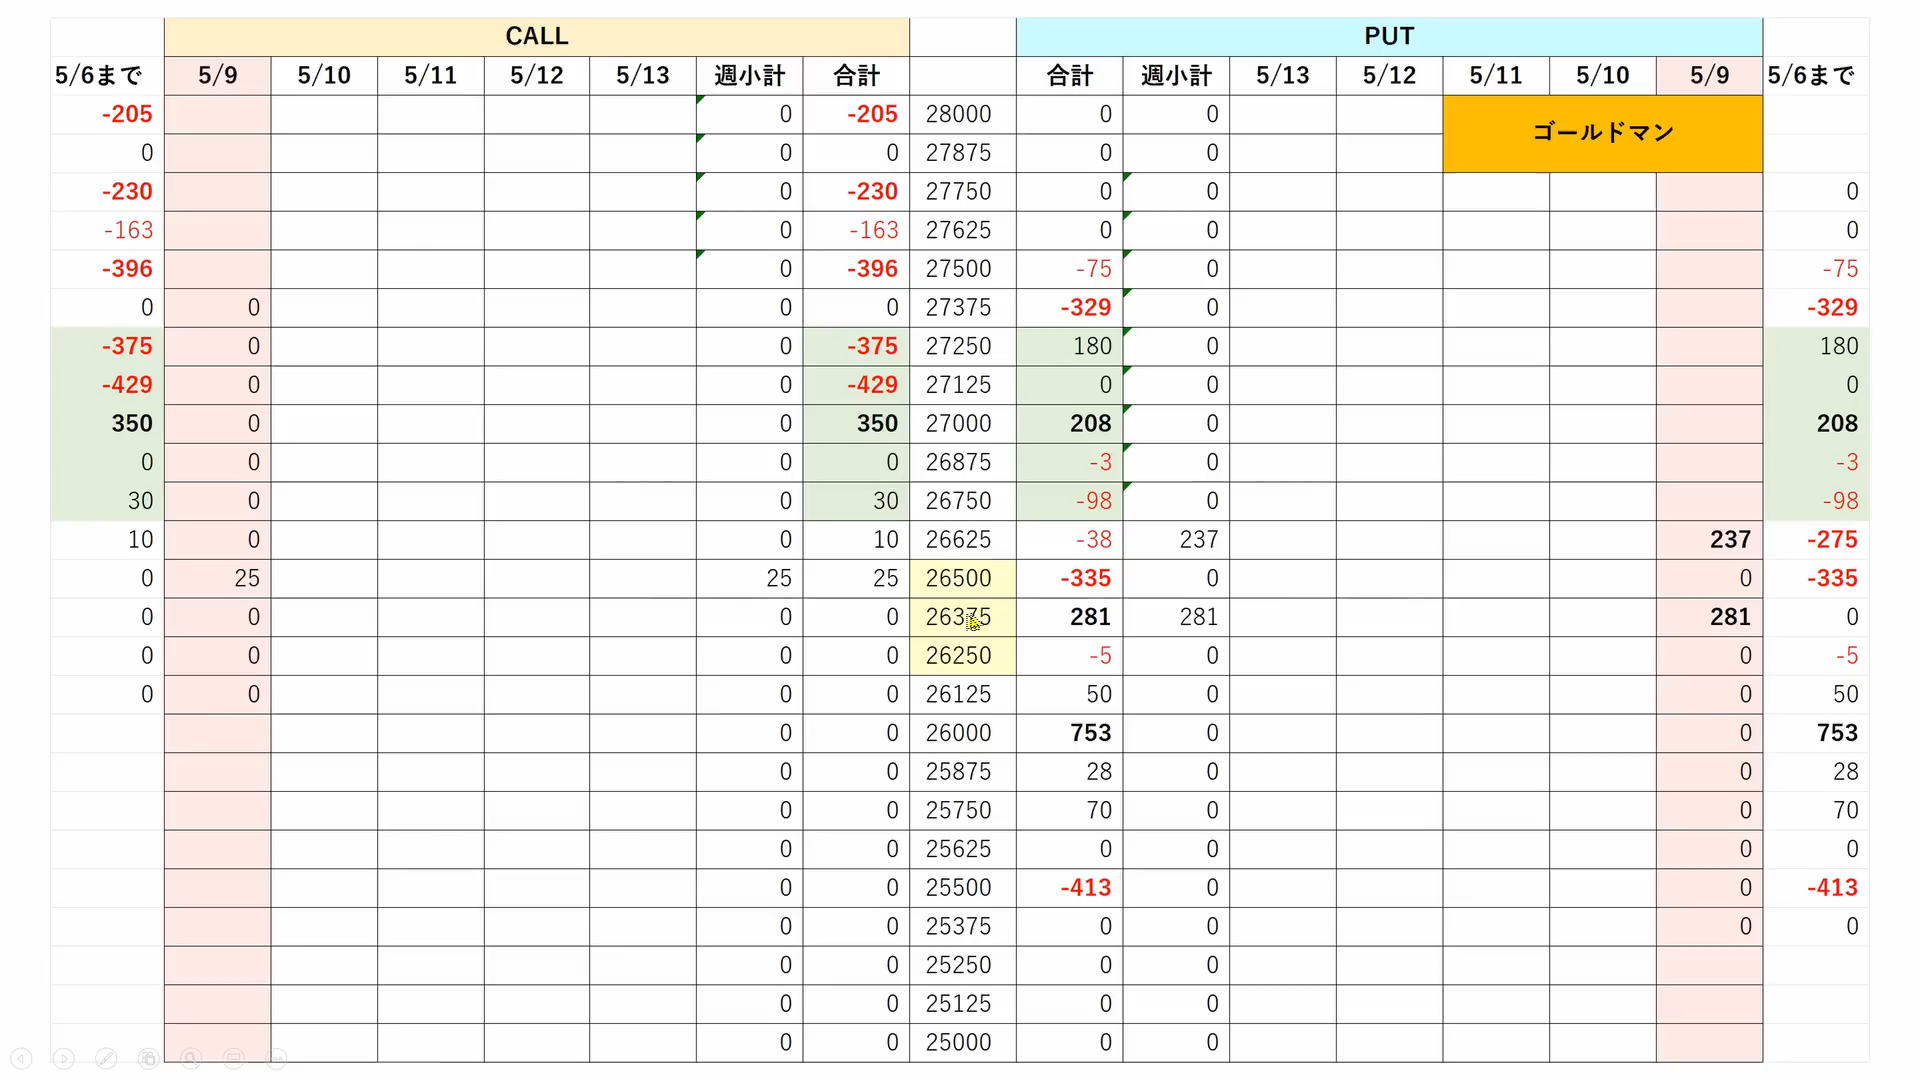 CALL PUT
5/6まで 5/9 5/10 5/11 5/12 5/13 週小計 合計 合計 週小計 5/13 5/12 5/11 5/10 5/9 5/6まで
-205 0 -205 28000 0 0 ゴールドマン
0 0 0 27875 0 0
-230 0 -230 27750 0 0 0
-163 0 -163 27625 0 0 0
-396 0 -396 27500 -75 0 -75
0 0 0 0 27375 -329 0 -329
-375 0 0 -375 27250 180 0 180
-429 0 0 -429 27125 0 0 0
350 0 0 350 27000 208 0 208
0 0 0 0 26875 -3 0 -3
30 0 0 30 26750 -98 0 -98
10 0 0 10 26625 -38 237 237 -275
0 25 25 25 26500 -335 0 0 -335
0 0 0 0 26375 281 281 281 0
0 0 0 0 26250 -5 0 0 -5
0 0 0 0 26125 50 0 0 50
0 0 26000 753 0 0 753
0 0 25875 28 0 0 28
0 0 25750 70 0 0 70
0 0 25625 0 0 0 0
0 0 25500 -413 0 0 -413
0 0 25375 0 0 0 0
0 0 25250 0 0
0 0 25125 0 0
0 0 25000 0 0